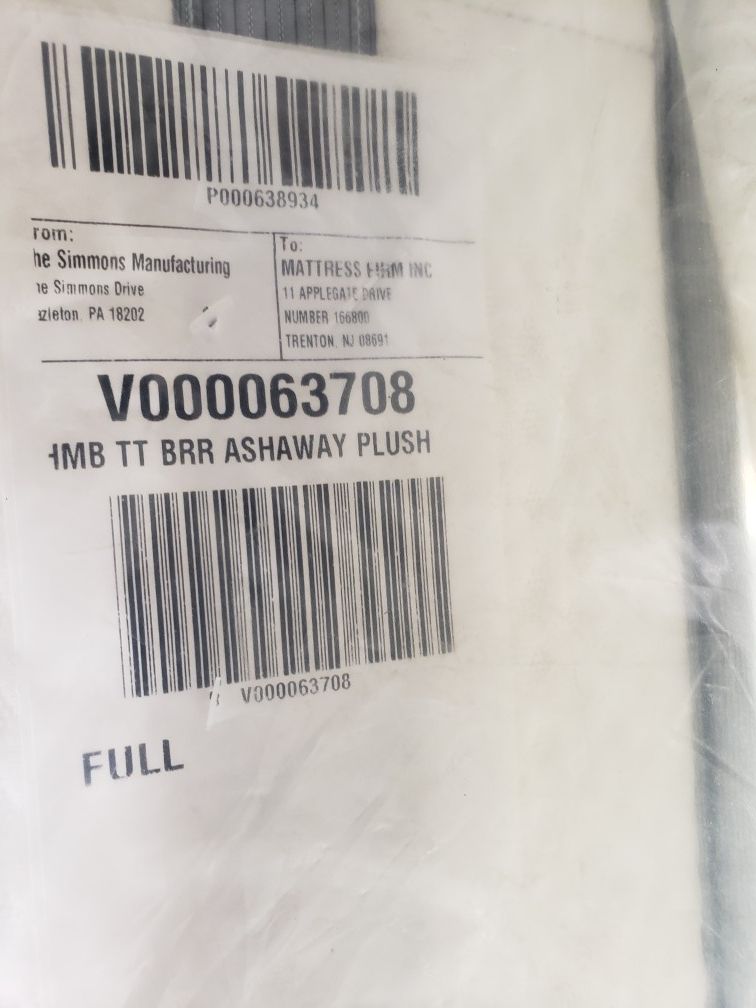 P000638934
rom:
he Simmons Manufacturing
ne Simmons Drive
zleton, PA 18202
To:
MATTRESS FIRM INC
11 APPLEGATE DRIVE
NUMBER 166800
TRENTON, NJ 08691
V000063708
HMB TT BRR ASHAWAY PLUSH
V000063708
FULL